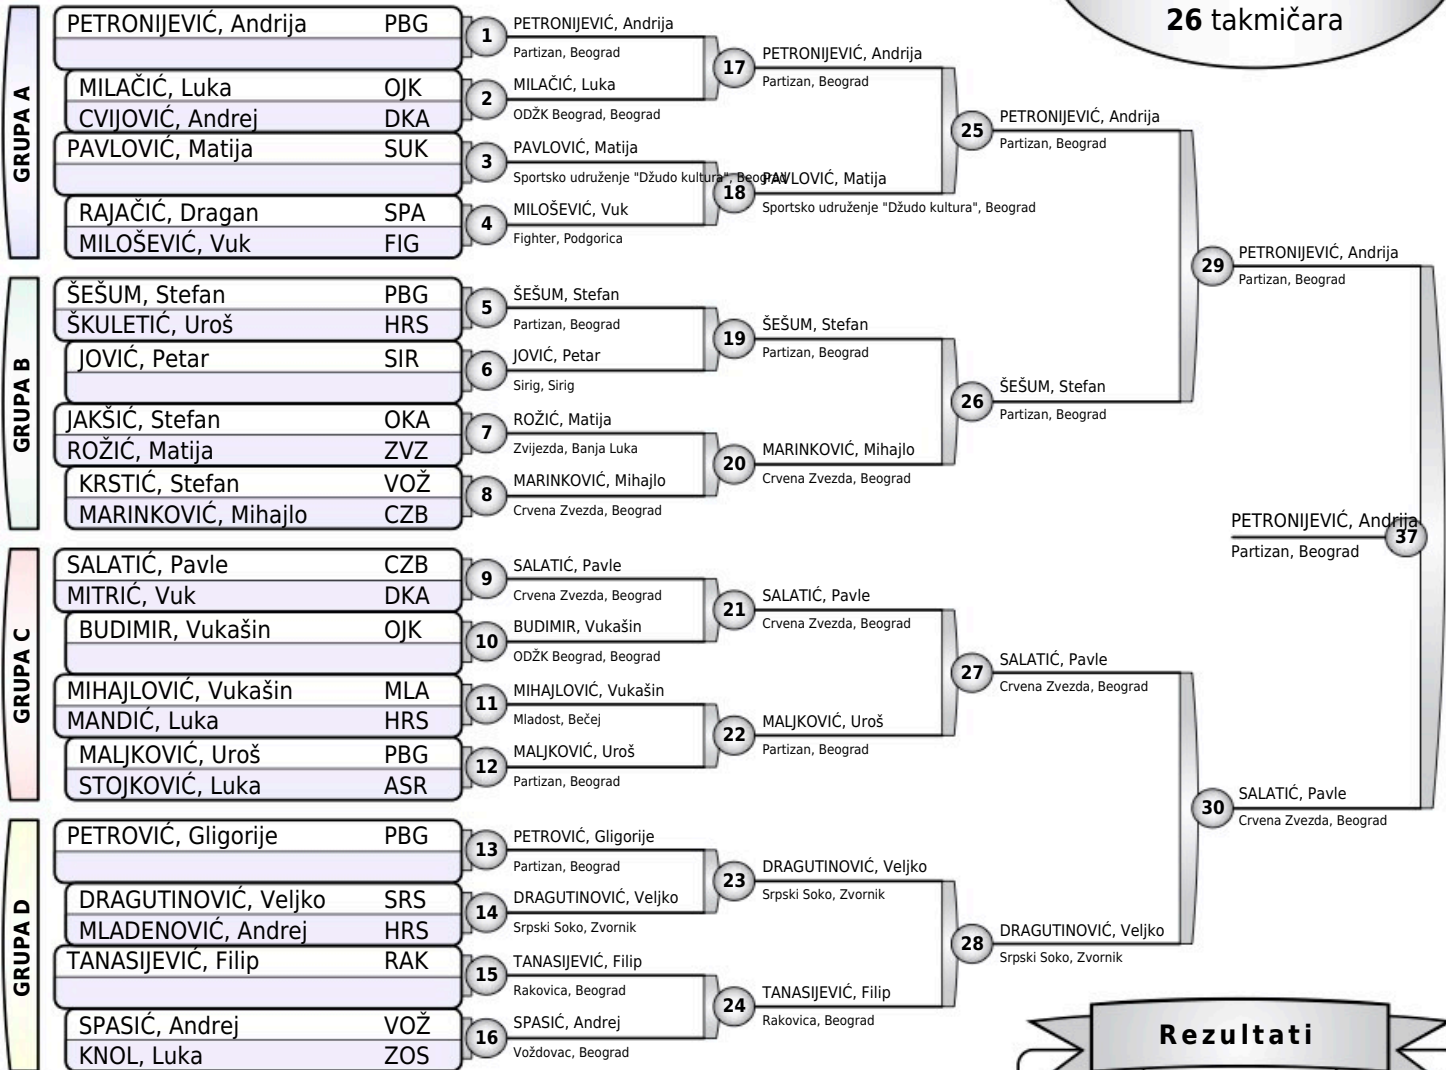 26 takmičara
GRUPA A
PETRONIJEVIĆ, Andrija PBG
MILAČIĆ, Luka OJK
CVIJOVIĆ, Andrej DKA
PAVLOVIĆ, Matija SUK
RAJAČIĆ, Dragan SPA
MILOŠEVIĆ, Vuk FIG
GRUPA B
ŠEŠUM, Stefan PBG
ŠKULETIĆ, Uroš HRS
JOVIĆ, Petar SIR
JAKŠIĆ, Stefan OKA
ROŽIĆ, Matija ZVZ
KRSTIĆ, Stefan VOŽ
MARINKOVIĆ, Mihajlo CZB
GRUPA C
SALATIĆ, Pavle CZB
MITRIĆ, Vuk DKA
BUDIMIR, Vukašin OJK
MIHAJLOVIĆ, Vukašin MLA
MANDIĆ, Luka HRS
MALJKOVIĆ, Uroš PBG
STOJKOVIĆ, Luka ASR
GRUPA D
PETROVIĆ, Gligorije PBG
DRAGUTINOVIĆ, Veljko SRS
MLADENOVIĆ, Andrej HRS
TANASIJEVIĆ, Filip RAK
SPASIĆ, Andrej VOŽ
KNOL, Luka ZOS
1 PETRONIJEVIĆ, Andrija
Partizan, Beograd
2 MILAČIĆ, Luka
ODŽK Beograd, Beograd
3 PAVLOVIĆ, Matija
Sportsko udruženje "Džudo kultura", Beograd
4 MILOŠEVIĆ, Vuk
Fighter, Podgorica
5 ŠEŠUM, Stefan
Partizan, Beograd
6 JOVIĆ, Petar
Sirig, Sirig
7 ROŽIĆ, Matija
Zvijezda, Banja Luka
8 MARINKOVIĆ, Mihajlo
Crvena Zvezda, Beograd
9 SALATIĆ, Pavle
Crvena Zvezda, Beograd
10 BUDIMIR, Vukašin
ODŽK Beograd, Beograd
11 MIHAJLOVIĆ, Vukašin
Mladost, Bečej
12 MALJKOVIĆ, Uroš
Partizan, Beograd
13 PETROVIĆ, Gligorije
Partizan, Beograd
14 DRAGUTINOVIĆ, Veljko
Srpski Soko, Zvornik
15 TANASIJEVIĆ, Filip
Rakovica, Beograd
16 SPASIĆ, Andrej
Voždovac, Beograd
17 PETRONIJEVIĆ, Andrija
Partizan, Beograd
18 PAVLOVIĆ, Matija
Sportsko udruženje "Džudo kultura", Beograd
19 ŠEŠUM, Stefan
Partizan, Beograd
20 MARINKOVIĆ, Mihajlo
Crvena Zvezda, Beograd
21 SALATIĆ, Pavle
Crvena Zvezda, Beograd
22 MALJKOVIĆ, Uroš
Partizan, Beograd
23 DRAGUTINOVIĆ, Veljko
Srpski Soko, Zvornik
24 TANASIJEVIĆ, Filip
Rakovica, Beograd
25 PETRONIJEVIĆ, Andrija
Partizan, Beograd
26 ŠEŠUM, Stefan
Partizan, Beograd
27 SALATIĆ, Pavle
Crvena Zvezda, Beograd
28 DRAGUTINOVIĆ, Veljko
Srpski Soko, Zvornik
29 PETRONIJEVIĆ, Andrija
Partizan, Beograd
30 SALATIĆ, Pavle
Crvena Zvezda, Beograd
PETRONIJEVIĆ, Andrija 37
Partizan, Beograd
Rezultati